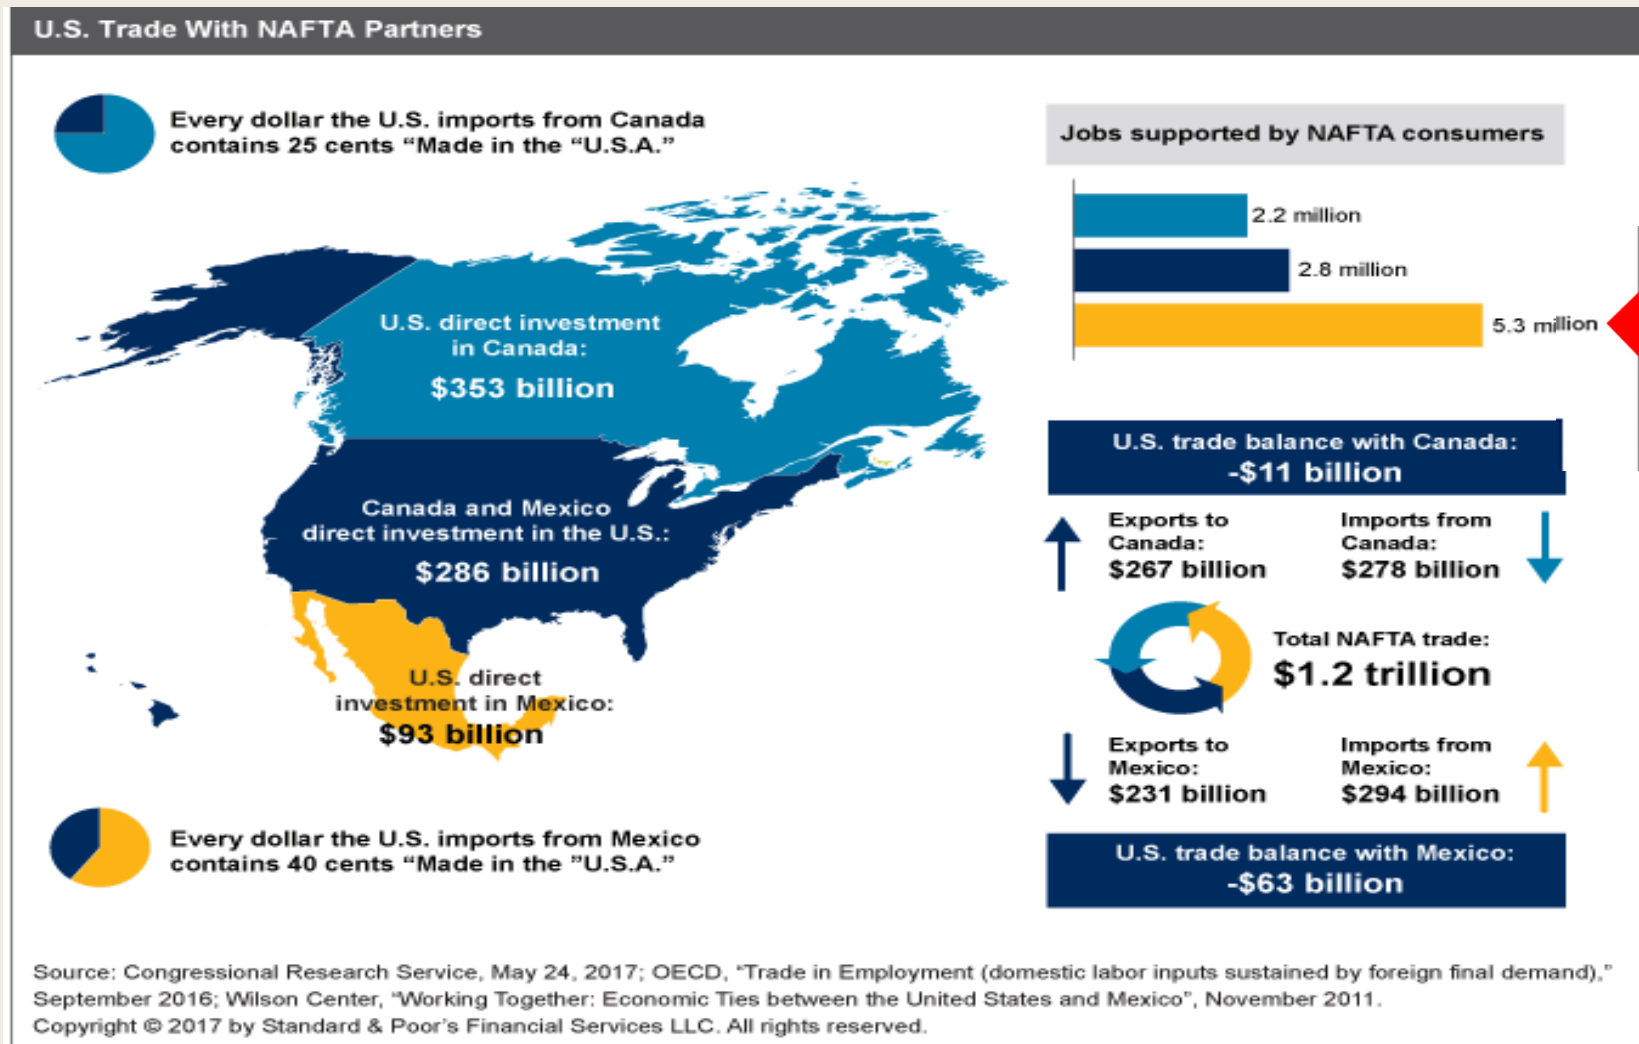 U.S. Trade With NAFTA Partners
Every dollar the U.S. imports from Canada
contains 25 cents “Made in the “U.S.A.”
Jobs supported by NAFTA consumers
2.2 million
2.8 million
5.3 million
U.S. direct investment
in Canada:
$353 billion
Canada and Mexico
direct investment in the U.S.:
$286 billion
U.S. direct
investment in Mexico:
$93 billion
Every dollar the U.S. imports from Mexico
contains 40 cents “Made in the ”U.S.A.”
U.S. trade balance with Canada:
-$11 billion
Exports to
Canada:
$267 billion
Imports from
Canada:
$278 billion
Total NAFTA trade:
$1.2 trillion
Exports to
Mexico:
$231 billion
Imports from
Mexico:
$294 billion
U.S. trade balance with Mexico:
-$63 billion
Source: Congressional Research Service, May 24, 2017; OECD, “Trade in Employment (domestic labor inputs sustained by foreign final demand),”
September 2016; Wilson Center, “Working Together: Economic Ties between the United States and Mexico”, November 2011.
Copyright © 2017 by Standard & Poor’s Financial Services LLC. All rights reserved.